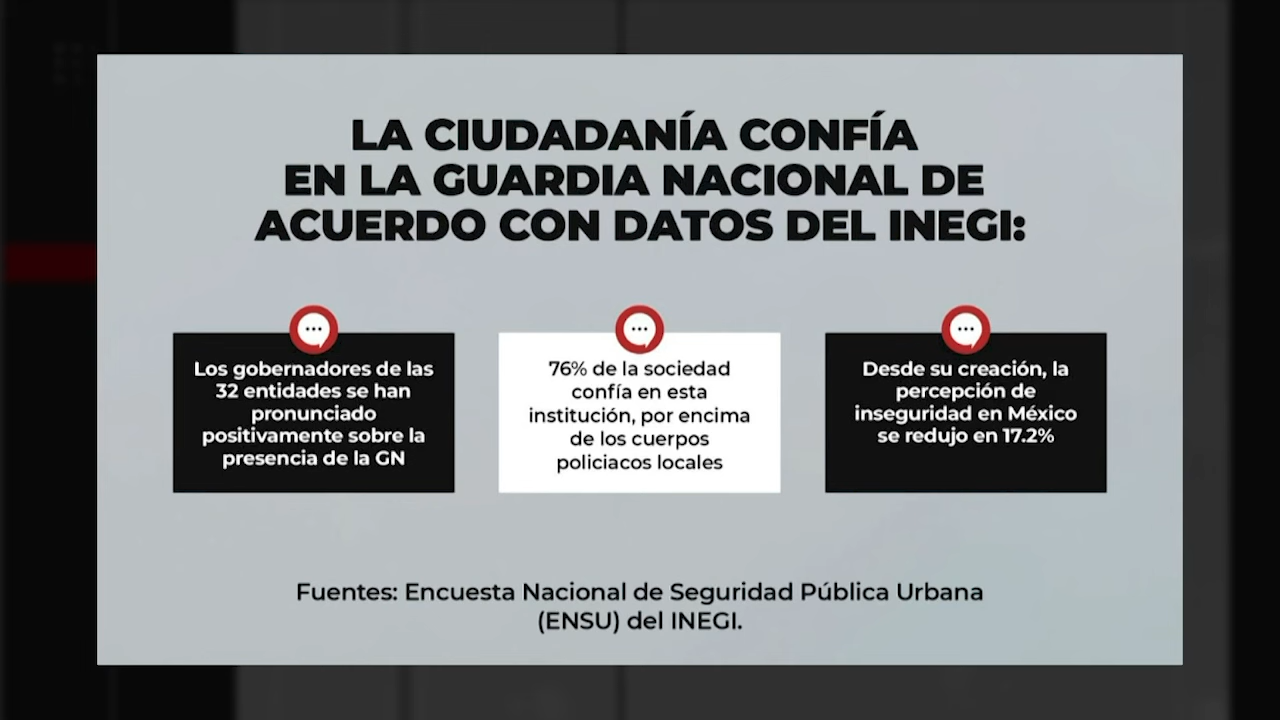 LA CIUDADANÍA CONFÍA
EN LA GUARDIA NACIONAL DE
ACUERDO CON DATOS DEL INEGI:
Los gobernadores de las
32 entidades se han
pronunciado
positivamente sobre la
presencia de la GN
76% de la sociedad
confía en esta
institución, por encima
de los cuerpos
policiacos locales
Desde su creación, la
percepción de
inseguridad en México
se redujo en 17.2%
Fuentes: Encuesta Nacional de Seguridad Pública Urbana
(ENSU) del INEGI.